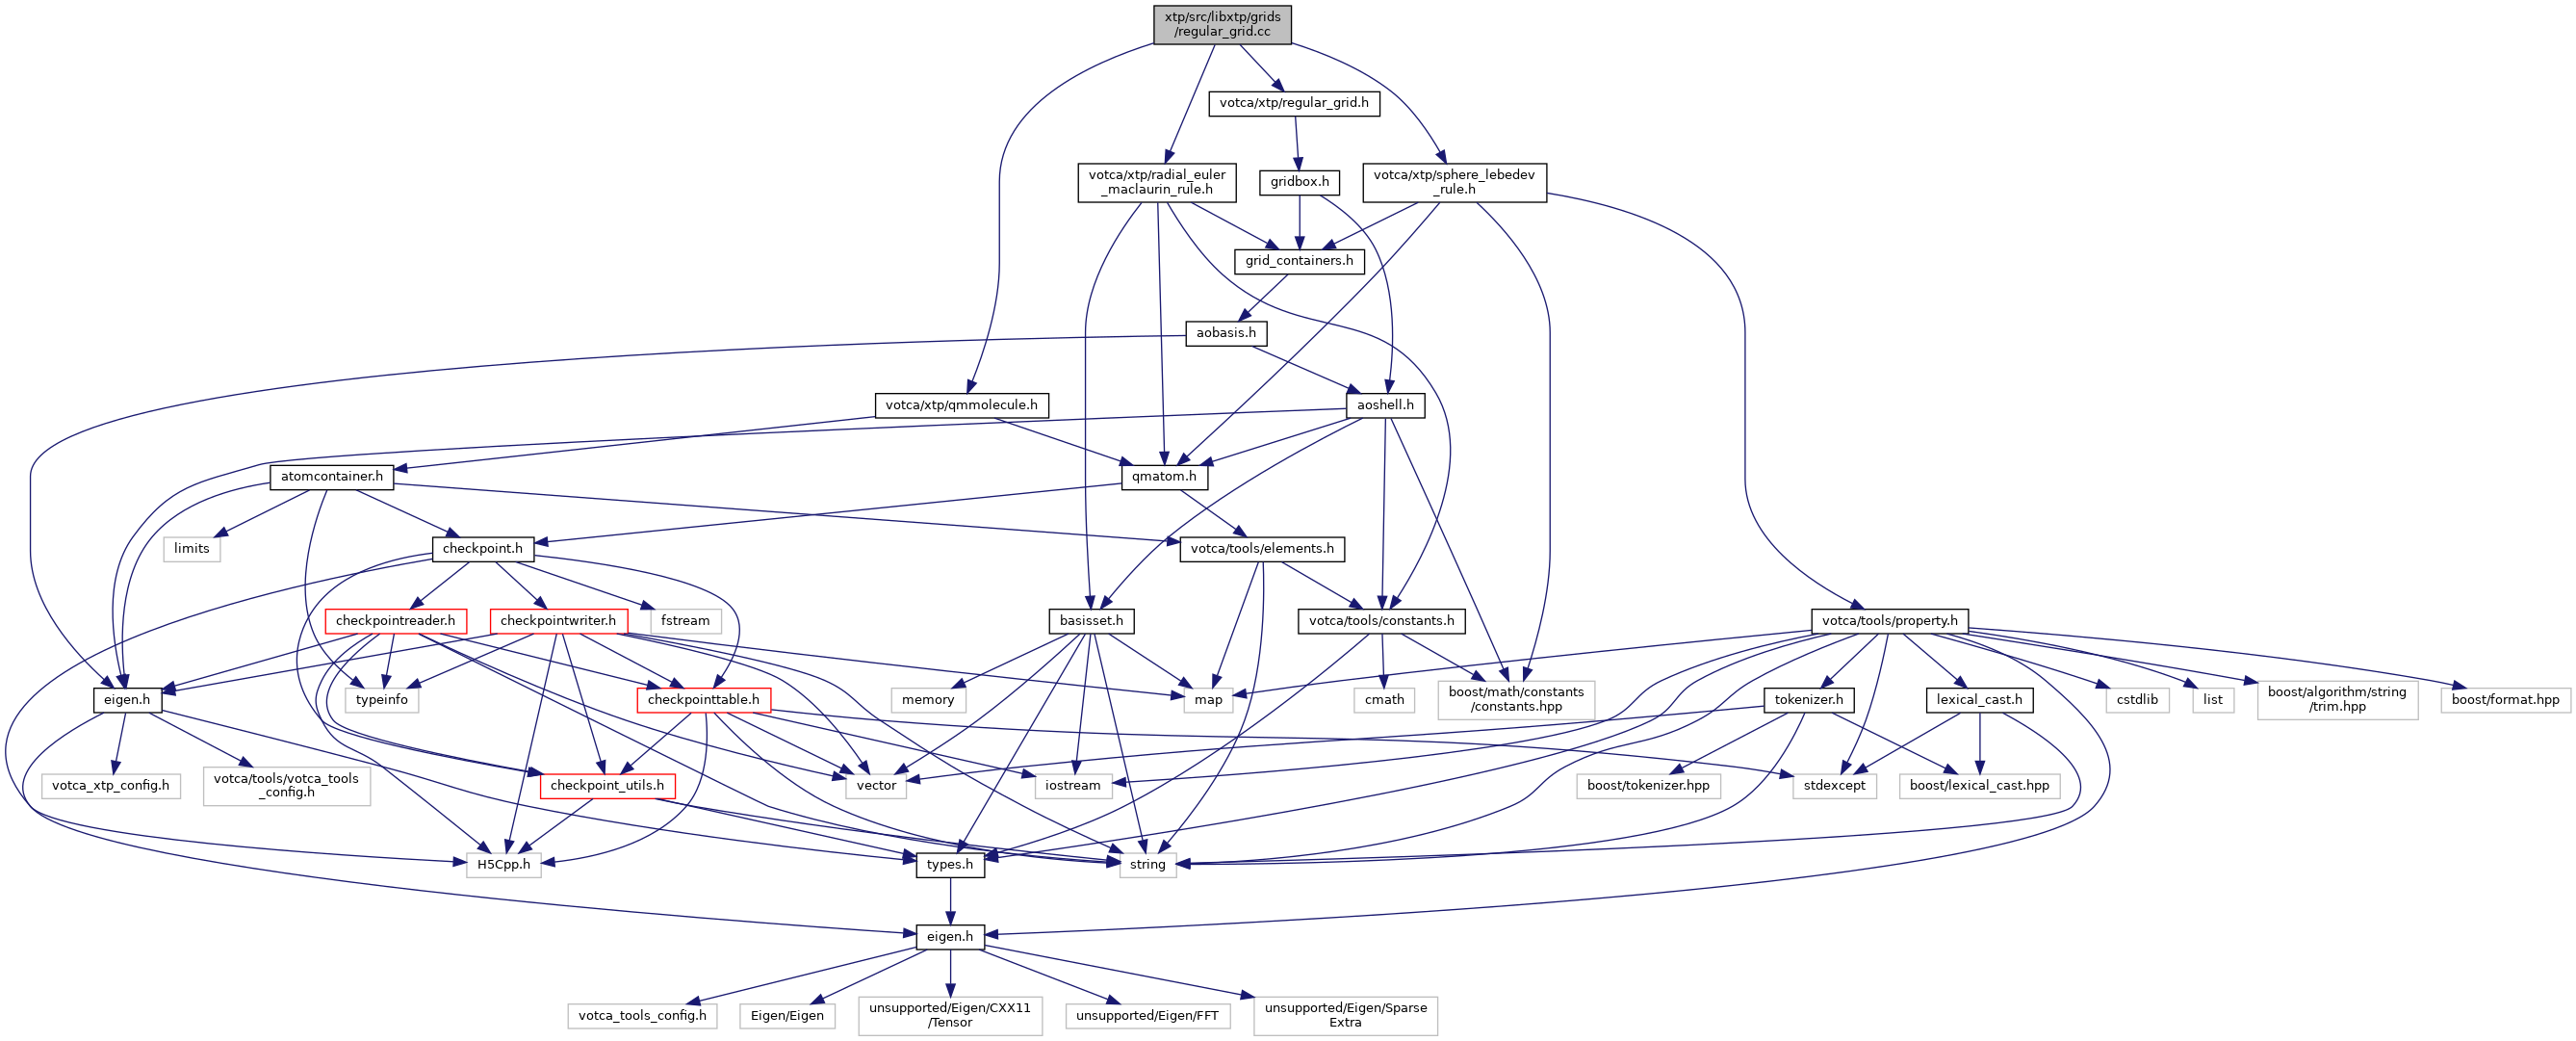 xtp/src/libxtp/grids
/regular_grid.cc
votca/xtp/regular_grid.h
votca/xtp/radial_euler
_maclaurin_rule.h
gridbox.h
votca/xtp/sphere_lebedev
_rule.h
grid_containers.h
aobasis.h
votca/xtp/qmmolecule.h
aoshell.h
atomcontainer.h
qmatom.h
limits
checkpoint.h
votca/tools/elements.h
checkpointreader.h
checkpointwriter.h
fstream
basisset.h
votca/tools/constants.h
votca/tools/property.h
eigen.h
typeinfo
checkpointtable.h
memory
map
cmath
boost/math/constants
/constants.hpp
tokenizer.h
lexical_cast.h
cstdlib
list
boost/algorithm/string
/trim.hpp
boost/format.hpp
votca_xtp_config.h
votca/tools/votca_tools
_config.h
checkpoint_utils.h
vector
iostream
boost/tokenizer.hpp
stdexcept
boost/lexical_cast.hpp
H5Cpp.h
types.h
string
eigen.h
votca_tools_config.h
Eigen/Eigen
unsupported/Eigen/CXX11
/Tensor
unsupported/Eigen/FFT
unsupported/Eigen/Sparse
Extra